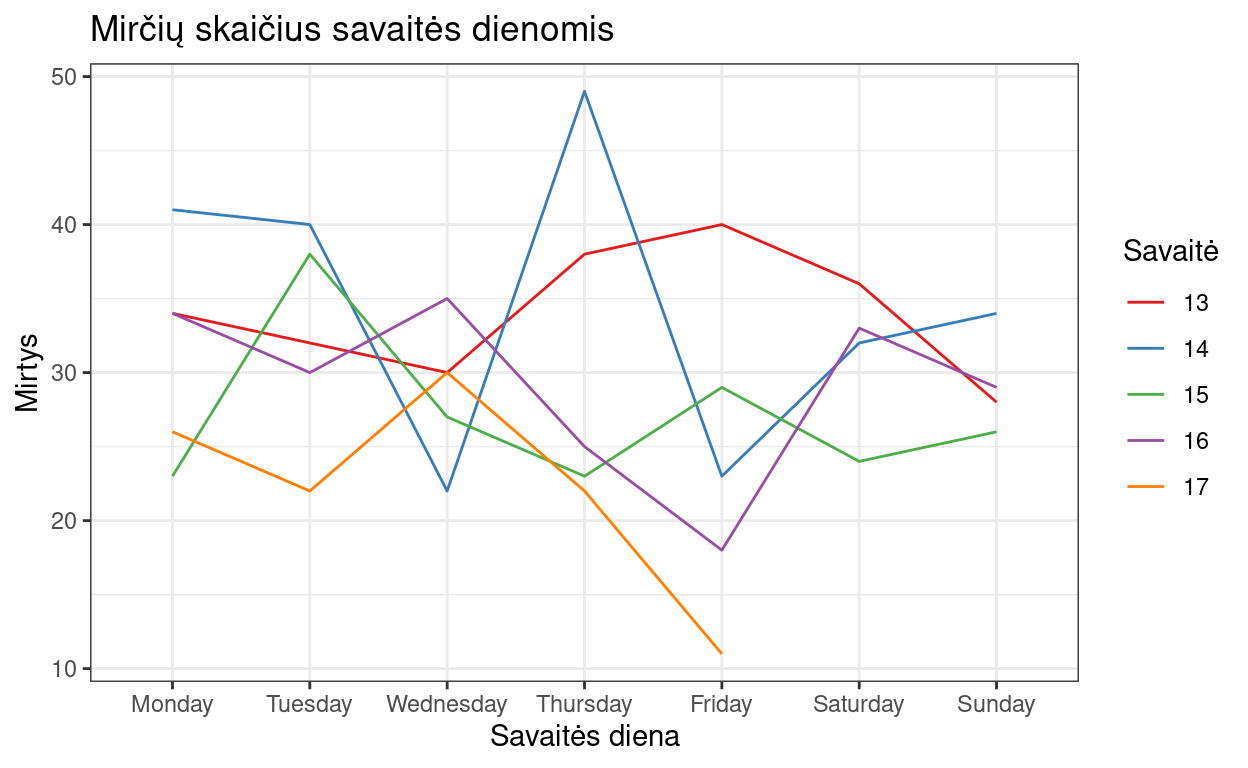 Mirčių skaičius savaitės dienomis
Mirtys
50
40
30
20
10
Monday Tuesday Wednesday Thursday Friday Saturday Sunday
Savaitės diena
Savaitė
13
14
15
16
17